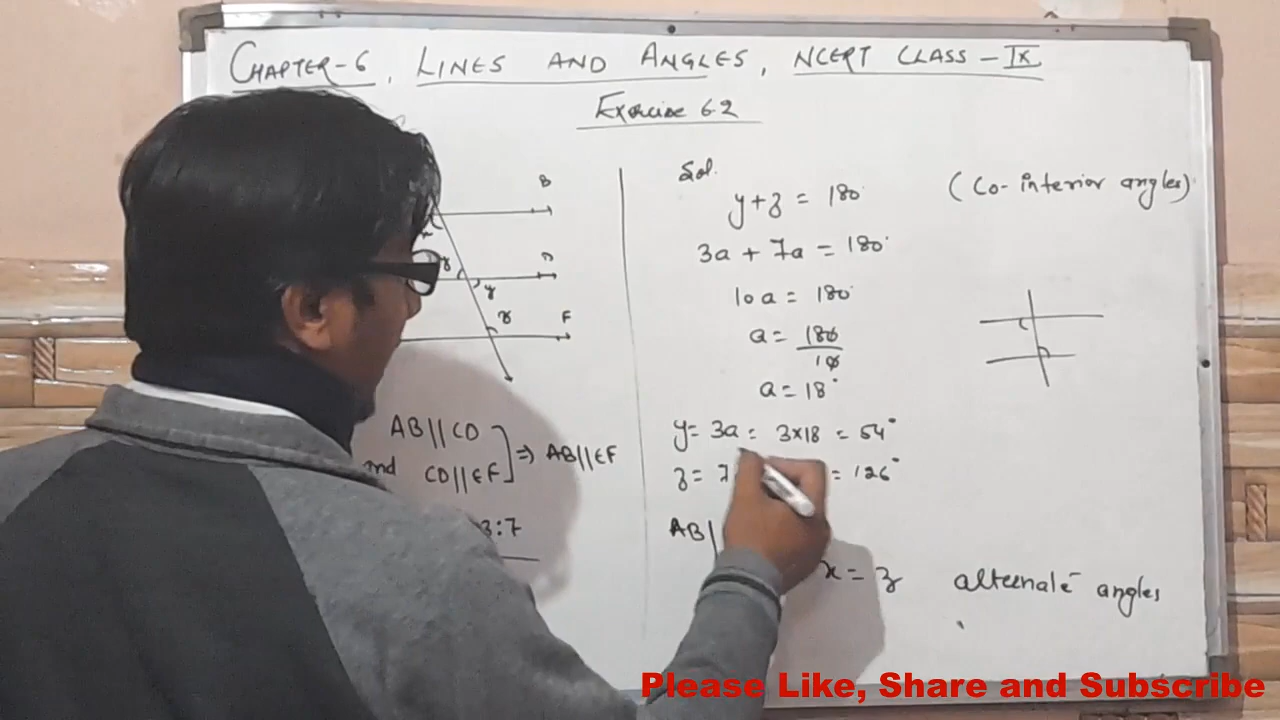 CHAPTER-6, LINES AND ANGLES, NCERT CLASS-IX
Exercise 6.2
B
D
z
y
z
F
AB||CD
and CD||EF ] ⇒ AB||EF
3:7
Sol.
y+z = 180°
(Co-interior angles)
3a + 7a = 180°
10a = 180°
a = 180/10
a = 18°
y = 3a = 3×18 = 54°
z = 7 = 126°
AB|
x = z alteenate angles
Please Like, Share and Subscribe